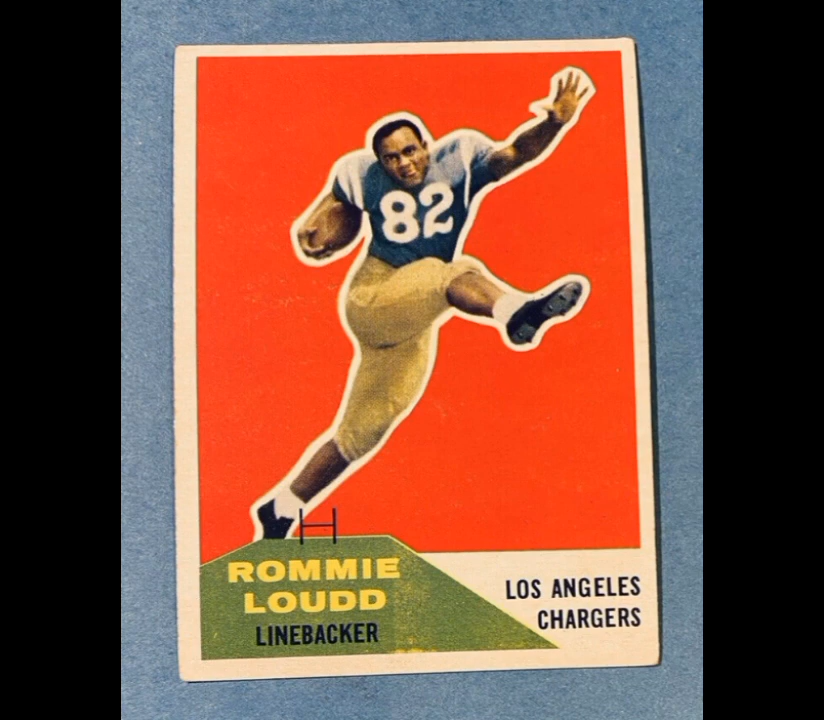 82
ROMMIE
LOUDD
LINEBACKER
LOS ANGELES
CHARGERS